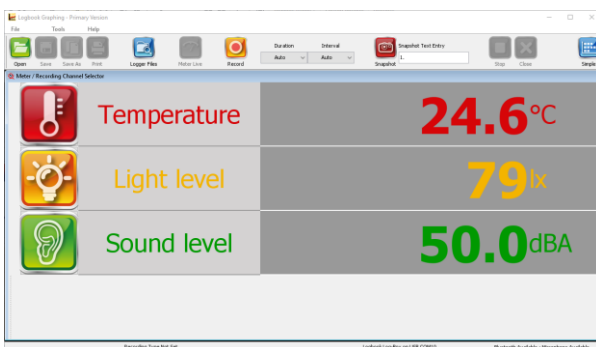 Logbook Graphing - Primary Version
File Tools Help
Duration Interval Snapshot Text Entry
Auto Auto 1.
Open Save Save As Print Logger Files Meter Live Record Snapshot Stop Close Simple
Meter / Recording Channel Selector
Temperature 24.6°C
Light level 79lx
Sound level 50.0dBA